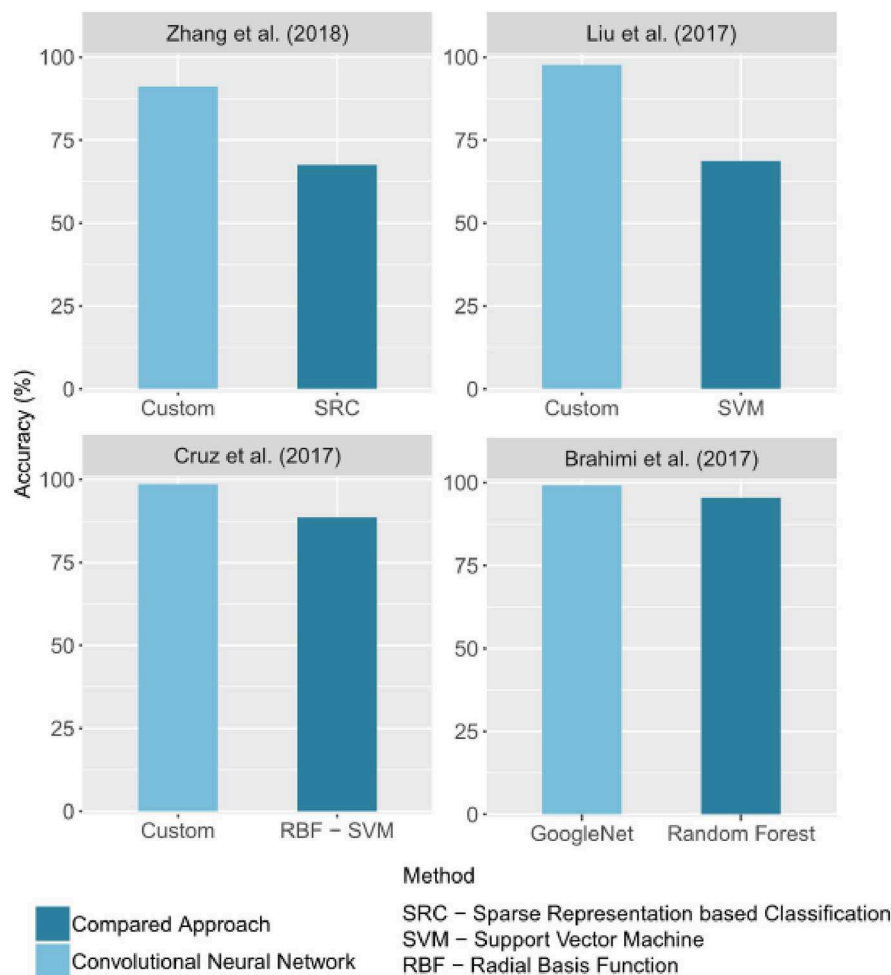 Zhang et al. (2018)
Liu et al. (2017)
100
75
50
25
0
Custom
SRC
100
75
50
25
0
Custom
SVM
Accuracy (%)
Cruz et al. (2017)
Brahimi et al. (2017)
100
75
50
25
0
Custom
RBF − SVM
100
75
50
25
0
GoogleNet
Random Forest
Compared Approach
Convolutional Neural Network
Method
SRC − Sparse Representation based Classification
SVM − Support Vector Machine
RBF − Radial Basis Function